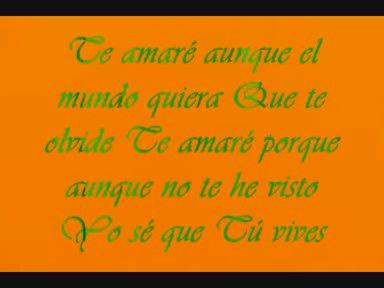 Te amaré aunque el
mundo quiera Que te
olvide Te amaré porque
aunque no te he visto
Yo sé que Tú vives